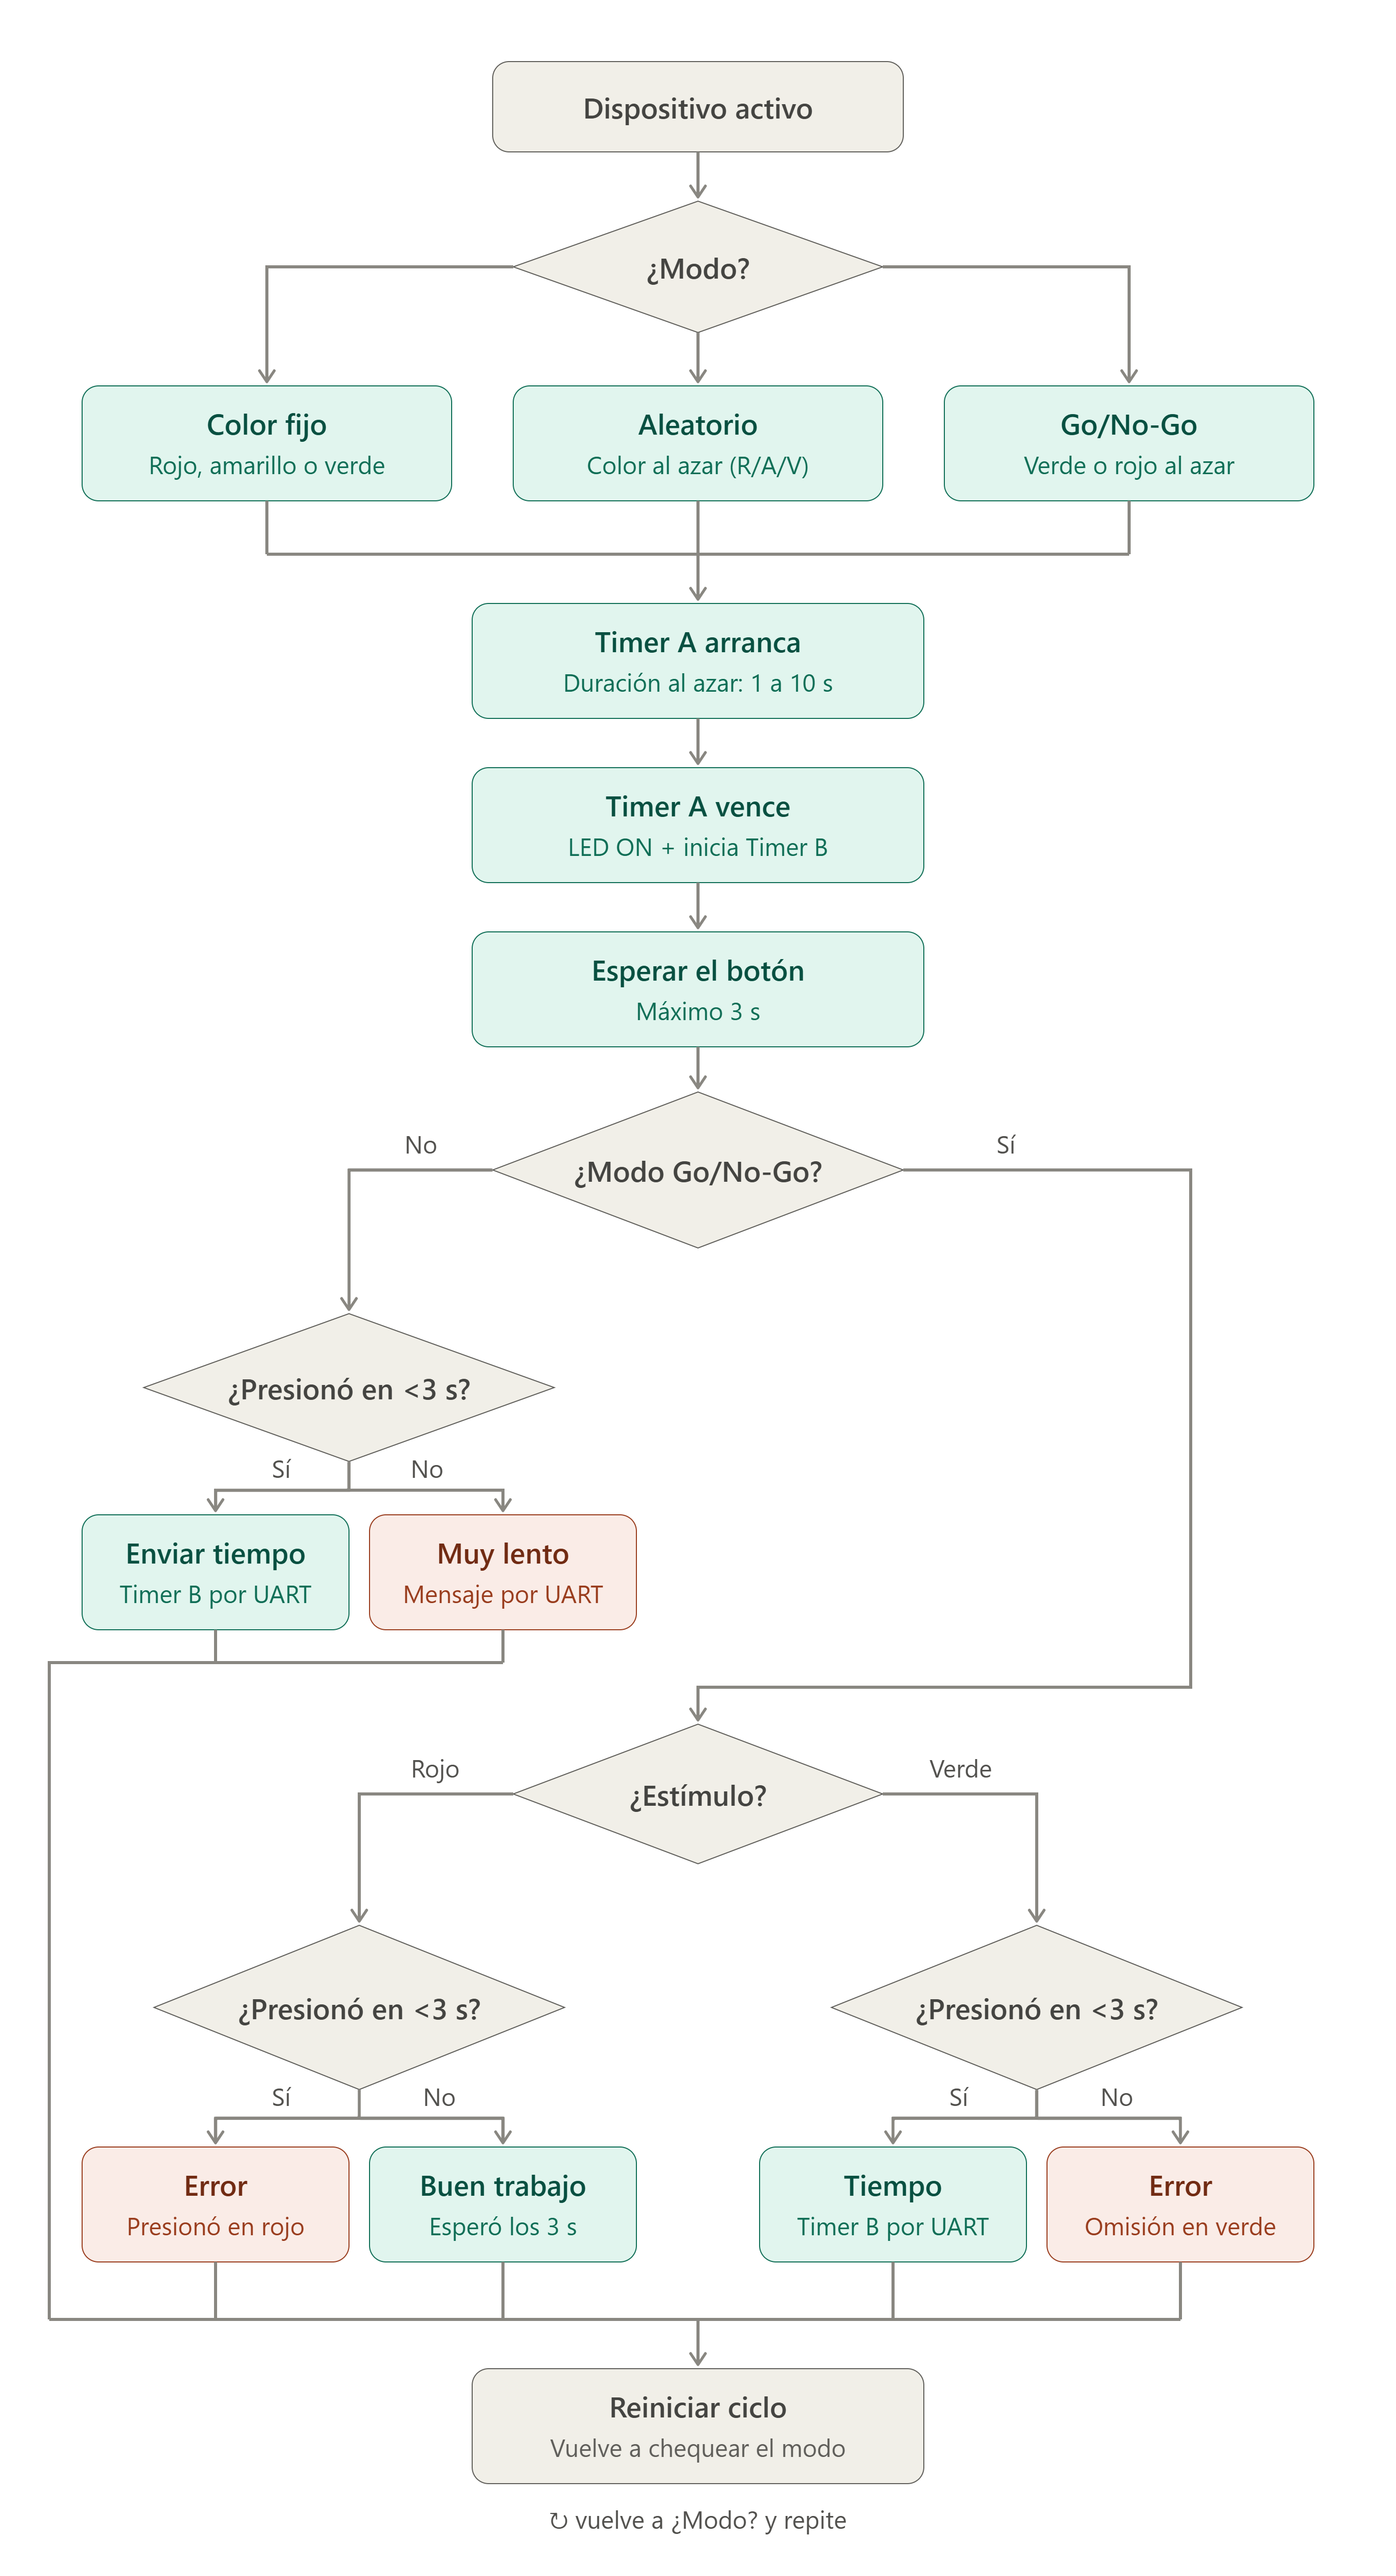 Dispositivo activo
¿Modo?
Color fijo
Rojo, amarillo o verde
Aleatorio
Color al azar (R/A/V)
Go/No-Go
Verde o rojo al azar
Timer A arranca
Duración al azar: 1 a 10 s
Timer A vence
LED ON + inicia Timer B
Esperar el botón
Máximo 3 s
¿Modo Go/No-Go?
No
Sí
¿Presionó en <3 s?
Sí
No
Enviar tiempo
Timer B por UART
Muy lento
Mensaje por UART
¿Estímulo?
Rojo
Verde
¿Presionó en <3 s?
¿Presionó en <3 s?
Sí
No
Sí
No
Error
Presionó en rojo
Buen trabajo
Esperó los 3 s
Tiempo
Timer B por UART
Error
Omisión en verde
Reiniciar ciclo
Vuelve a chequear el modo
↻ vuelve a ¿Modo? y repite